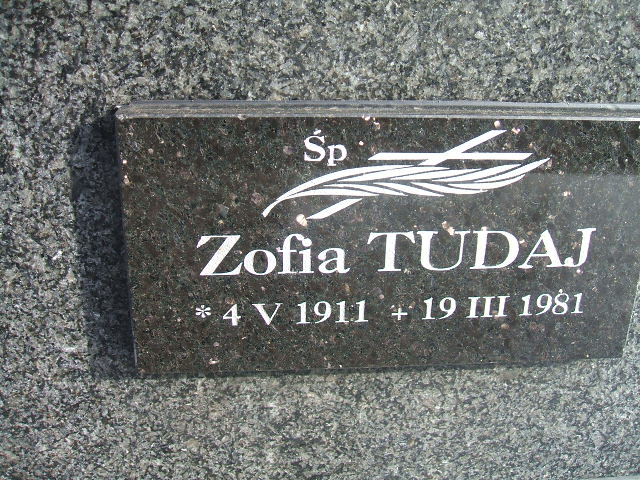 Śp
Zofia TUDAJ
* 4 V 1911 + 19 III 1981